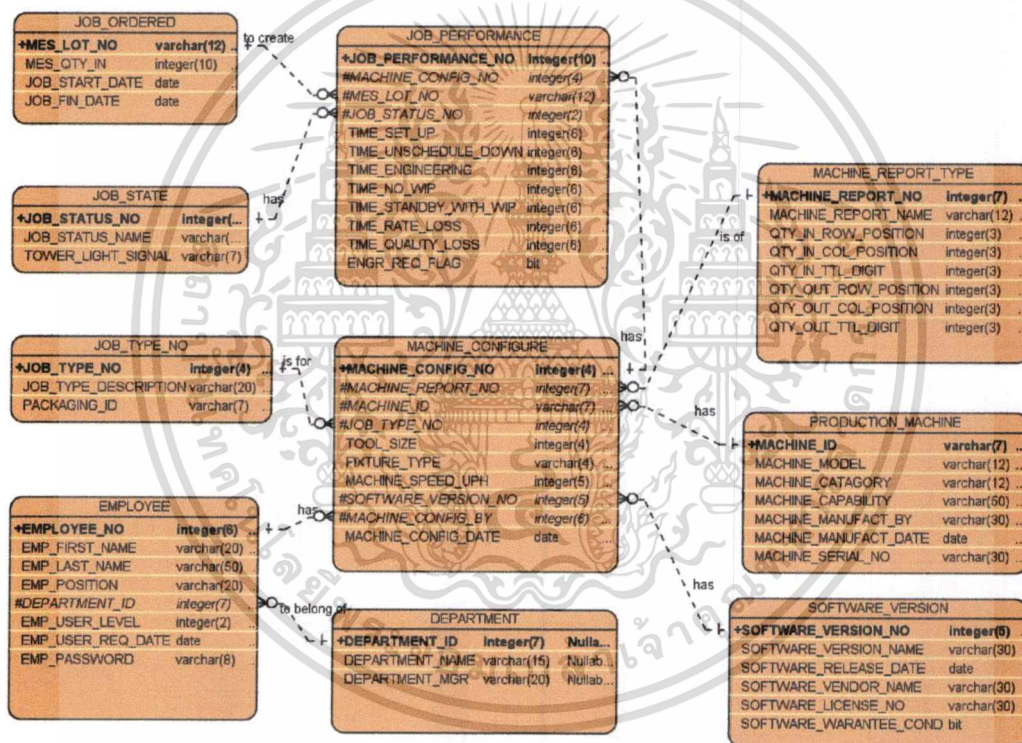 JOB_ORDERED
+MES_LOT_NO varchar(12) ...
MES_QTY_IN integer(10)
JOB_START_DATE date
JOB_FIN_DATE date
to create
JOB_PERFORMANCE
+JOB_PERFORMANCE_NO integer(10) ...
#MACHINE_CONFIG_NO integer(4)
#MES_LOT_NO varchar(12)
#JOB_STATUS_NO integer(2)
TIME_SET_UP integer(6)
TIME_UNSCHEDULE_DOWN integer(6)
TIME_ENGINEERING integer(6)
TIME_NO_WIP integer(6)
TIME_STANDBY_WITH_WIP integer(6)
TIME_RATE_LOSS integer(6)
TIME_QUALITY_LOSS integer(6)
ENGR_REQ_FLAG bit
JOB_STATE
+JOB_STATUS_NO integer(...
JOB_STATUS_NAME varchar(...
TOWER_LIGHT_SIGNAL varchar(7)
has
MACHINE_REPORT_TYPE
+MACHINE_REPORT_NO integer(7) ...
MACHINE_REPORT_NAME varchar(12) ...
QTY_IN_ROW_POSITION integer(3)
QTY_IN_COL_POSITION integer(3)
QTY_IN_TTL_DIGIT integer(3)
QTY_OUT_ROW_POSITION integer(3)
QTY_OUT_COL_POSITION integer(3)
QTY_OUT_TTL_DIGIT integer(3)
is of
has
JOB_TYPE_NO
+JOB_TYPE_NO integer(4) ...
JOB_TYPE_DESCRIPTION varchar(20)
PACKAGING_ID varchar(7)
is for
MACHINE_CONFIGURE
+MACHINE_CONFIG_NO integer(4) ...
#MACHINE_REPORT_NO integer(7)
#MACHINE_ID varchar(7)
#JOB_TYPE_NO integer(4)
TOOL_SIZE integer(4)
FIXTURE_TYPE varchar(4)
MACHINE_SPEED_UPH integer(5)
#SOFTWARE_VERSION_NO integer(5)
#MACHINE_CONFIG_BY integer(6)
MACHINE_CONFIG_DATE date
has
PRODUCTION_MACHINE
+MACHINE_ID varchar(7) ...
MACHINE_MODEL varchar(12) ...
MACHINE_CATAGORY varchar(12) ...
MACHINE_CAPABILITY varchar(50)
MACHINE_MANUFACT_BY varchar(30) ...
MACHINE_MANUFACT_DATE date ...
MACHINE_SERIAL_NO varchar(30) ...
EMPLOYEE
+EMPLOYEE_NO integer(6) ...
EMP_FIRST_NAME varchar(20)
EMP_LAST_NAME varchar(50)
EMP_POSITION varchar(20)
#DEPARTMENT_ID integer(7)
EMP_USER_LEVEL integer(2)
EMP_USER_REQ_DATE date
EMP_PASSWORD varchar(8)
has
to belong of
DEPARTMENT
+DEPARTMENT_ID integer(7) Nulla...
DEPARTMENT_NAME varchar(15) Nullab...
DEPARTMENT_MGR varchar(20) Nullab...
has
SOFTWARE_VERSION
+SOFTWARE_VERSION_NO integer(5)
SOFTWARE_VERSION_NAME varchar(30)
SOFTWARE_RELEASE_DATE date
SOFTWARE_VENDOR_NAME varchar(30)
SOFTWARE_LICENSE_NO varchar(30)
SOFTWARE_WARANTEE_COND bit